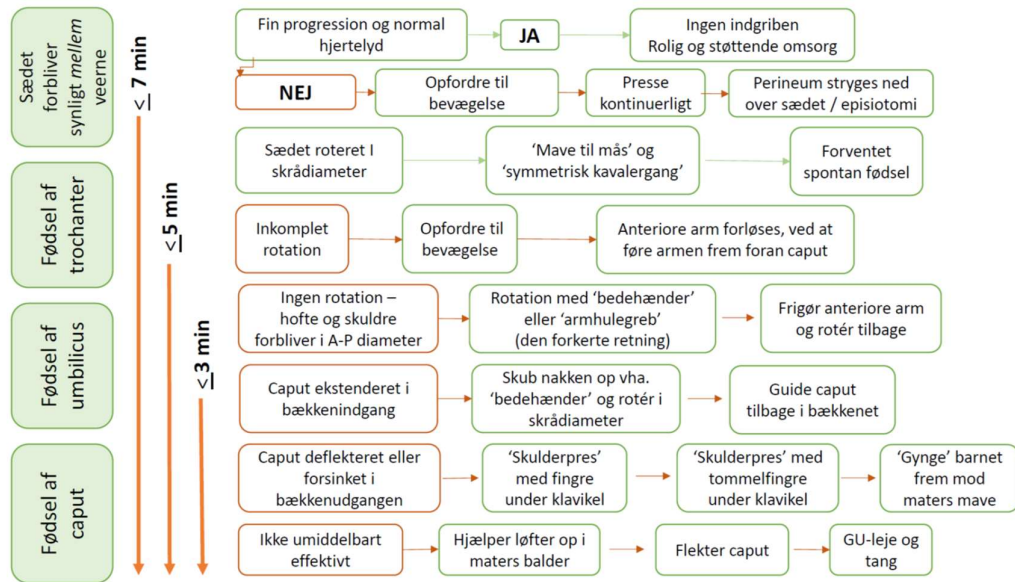 Sædet
forbliver
synligt mellem
veerne
Fødsel af
trochanter
Fødsel af
umbilicus
Fødsel af
caput
≤ 7 min
≤5 min
≤3 min
Fin progression og normal
hjertelyd
JA
Ingen indgriben
Rolig og støttende omsorg
NEJ
Opfordre til
bevægelse
Presse
kontinuerligt
Perineum stryges ned
over sædet / episiotomi
Sædet roteret I
skrådiameter
‘Mave til mås’ og
‘symmetrisk kavalergang’
Forventet
spontan fødsel
Inkomplet
rotation
Opfordre til
bevægelse
Anteriore arm forløses, ved at
føre armen frem foran caput
Ingen rotation –
hofte og skuldre
forbliver i A-P diameter
Rotation med ‘bedehænder’
eller ‘armhulegreb’
(den forkerte retning)
Frigør anteriore arm
og rotér tilbage
Caput ekstenderet i
bækkenindgang
Skub nakken op vha.
‘bedehænder’ og rotér i
skrådiameter
Guide caput
tilbage i bækkenet
Caput deflekteret eller
forsinket i
bækkenudgangen
‘Skulderpres’
med fingre
under klavikel
‘Skulderpres’ med
tommelfingre
under klavikel
‘Gynge’ barnet
frem mod
maters mave
Ikke umiddelbart
effektivt
Hjælper løfter op i
maters balder
Flekter caput
GU-leje og
tang